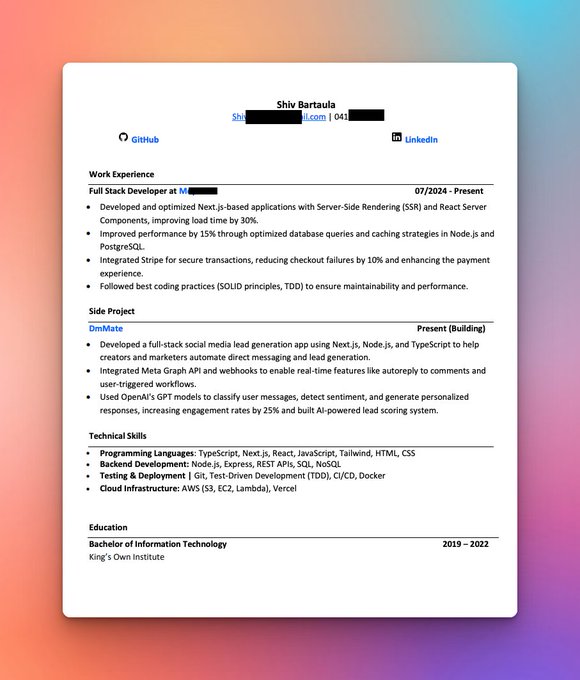 Shiv Bartaula
Shiv il.com | 041
GitHub LinkedIn
Work Experience
Full Stack Developer at M 07/2024 - Present
• Developed and optimized Next.js-based applications with Server-Side Rendering (SSR) and React Server
Components, improving load time by 30%.
• Improved performance by 15% through optimized database queries and caching strategies in Node.js and
PostgreSQL.
• Integrated Stripe for secure transactions, reducing checkout failures by 10% and enhancing the payment
experience.
• Followed best coding practices (SOLID principles, TDD) to ensure maintainability and performance.
Side Project
DmMate Present (Building)
• Developed a full-stack social media lead generation app using Next.js, Node.js, and TypeScript to help
creators and marketers automate direct messaging and lead generation.
• Integrated Meta Graph API and webhooks to enable real-time features like autoreply to comments and
user-triggered workflows.
• Used OpenAI's GPT models to classify user messages, detect sentiment, and generate personalized
responses, increasing engagement rates by 25% and built AI-powered lead scoring system.
Technical Skills
• Programming Languages: TypeScript, Next.js, React, JavaScript, Tailwind, HTML, CSS
• Backend Development: Node.js, Express, REST APIs, SQL, NoSQL
• Testing & Deployment | Git, Test-Driven Development (TDD), CI/CD, Docker
• Cloud Infrastructure: AWS (S3, EC2, Lambda), Vercel
Education
Bachelor of Information Technology 2019 – 2022
King's Own Institute